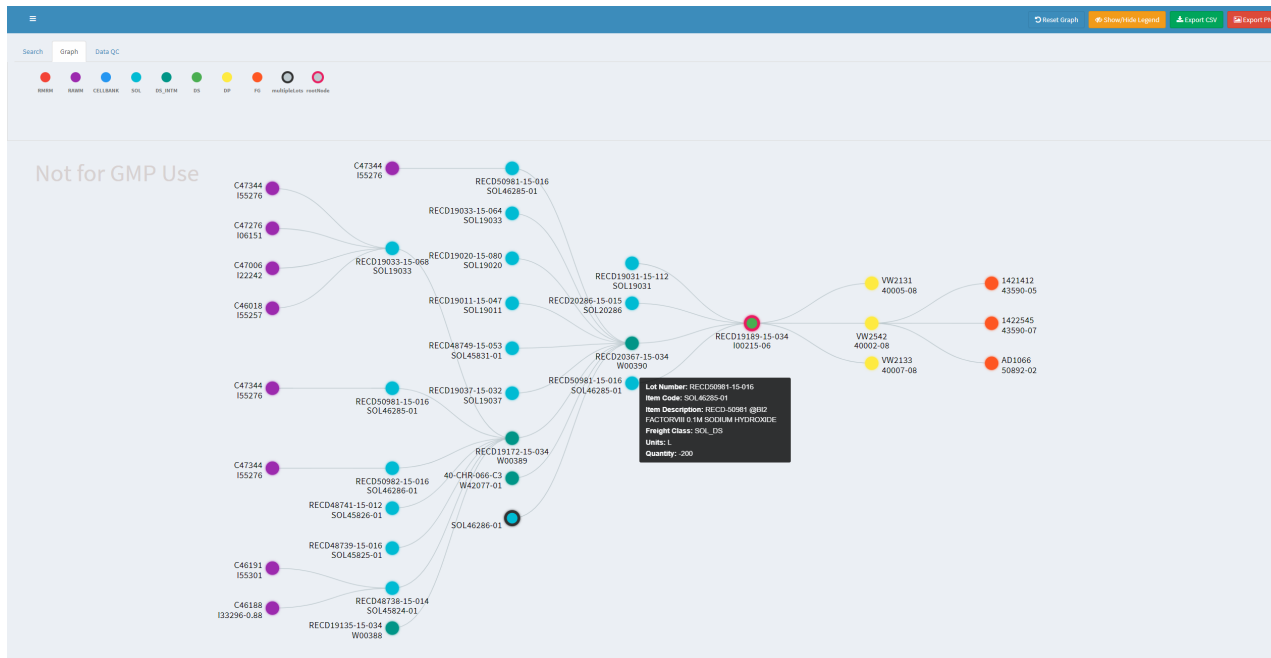 Reset Graph
Show/Hide Legend
Export CSV
Export PN
Search
Graph
Data QC
RMRM
RAWN
CELLBANK
SOL
DS_INTM
DS
DP
FG
multipleLots
rootNode
Not for GMP Use
C47344
I55276
C47344
I55276
RECD50981-15-016
SOL46285-01
C47276
I06151
RECD19033-15-064
SOL19033
C47006
I22242
RECD19033-15-068
SOL19033
RECD19020-15-080
SOL19020
C46018
I55257
RECD19011-15-047
SOL19011
RECD19031-15-112
SOL19031
RECD20286-15-015
SOL20286
VW2131
40005-08
1421412
43590-05
RECD19189-15-034
I00215-06
VW2542
40002-08
1422545
43590-07
RECD48749-15-053
SOL45831-01
RECD20367-15-034
W00390
VW2133
40007-08
AD1066
50892-02
C47344
I55276
RECD50981-15-016
SOL46285-01
RECD19037-15-032
SOL19037
RECD50981-15-016
SOL46285-01
Lot Number: RECD50981-15-016
Item Code: SOL46285-01
Item Description: RECD-50981 @BI2
FACTORVIII 0.1M SODIUM HYDROXIDE
Freight Class: SOL_DS
Units: L
Quantity: -200
RECD19172-15-034
W00389
C47344
I55276
RECD50982-15-016
SOL46286-01
40-CHR-066-C3
W42077-01
RECD48741-15-012
SOL45826-01
SOL46286-01
RECD48739-15-016
SOL45825-01
C46191
I55301
RECD48738-15-014
SOL45824-01
C46188
I33296-0.88
RECD19135-15-034
W00388